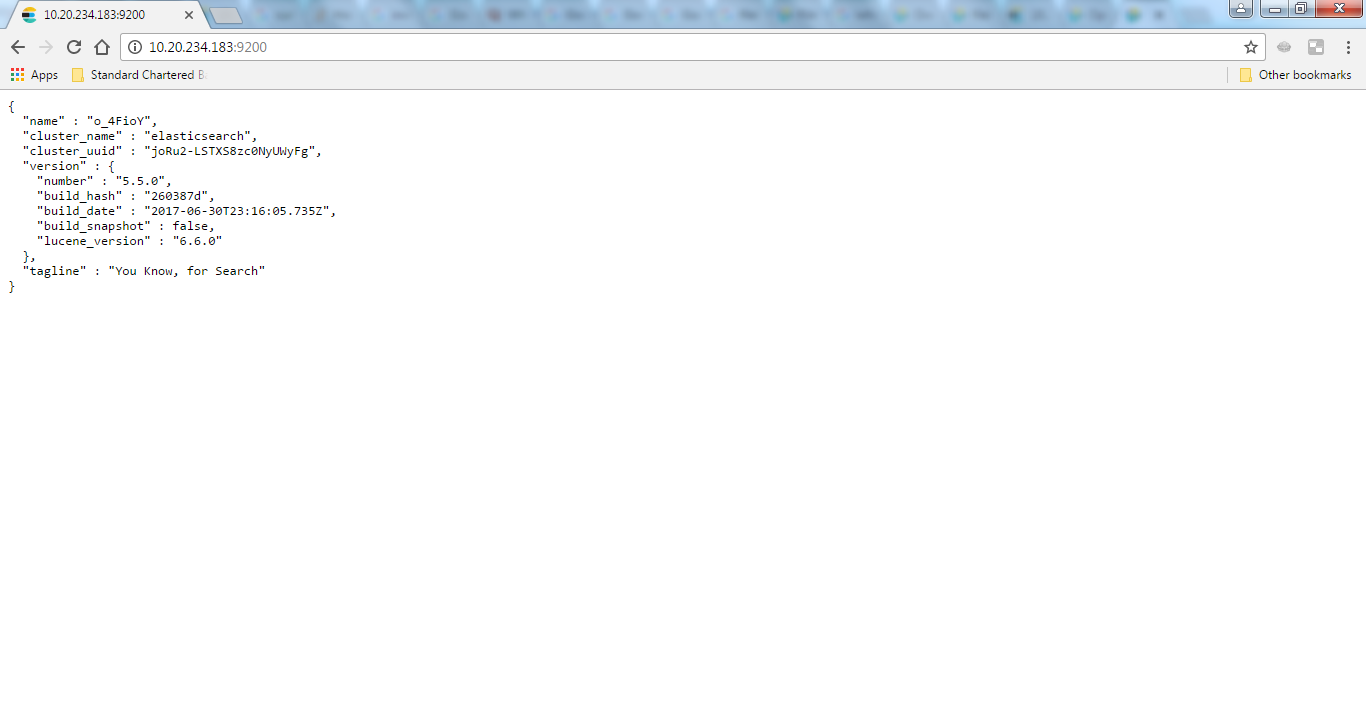 10.20.234.183:9200
10.20.234.183:9200
Apps
Standard Chartered B
Other bookmarks
{
  "name" : "o_4FioY",
  "cluster_name" : "elasticsearch",
  "cluster_uuid" : "joRu2-LSTXS8zc0NyUWyFg",
  "version" : {
    "number" : "5.5.0",
    "build_hash" : "260387d",
    "build_date" : "2017-06-30T23:16:05.735Z",
    "build_snapshot" : false,
    "lucene_version" : "6.6.0"
  },
  "tagline" : "You Know, for Search"
}